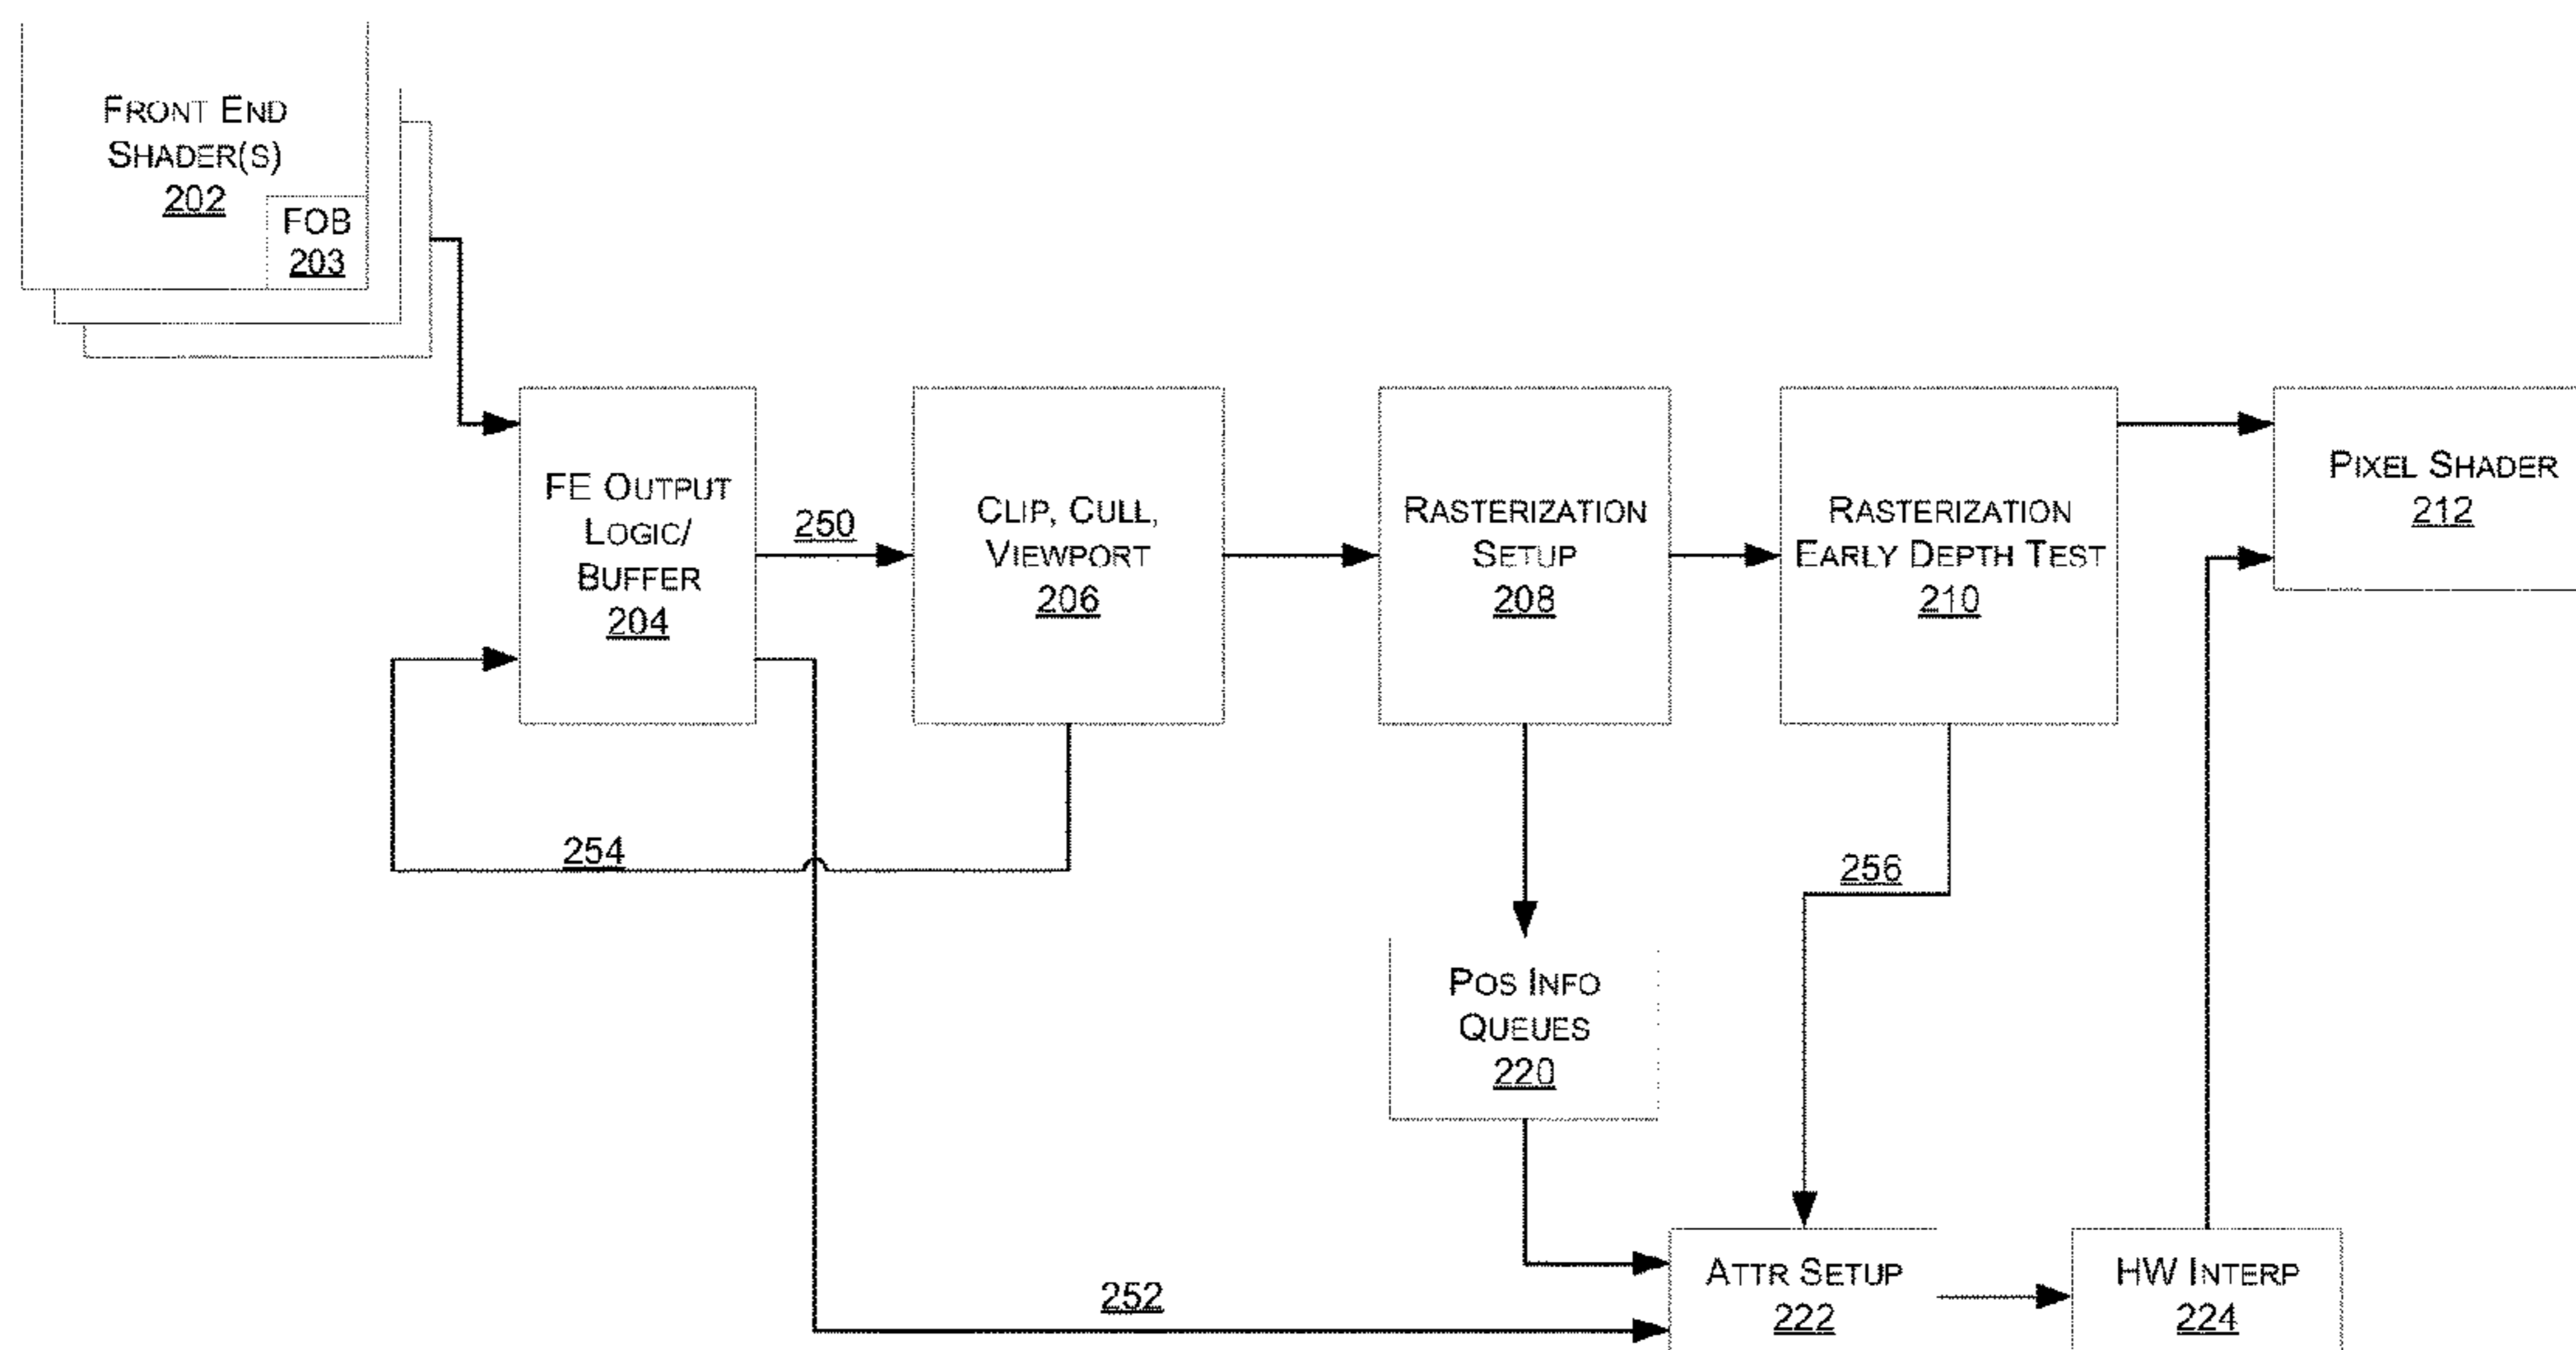 FRONT END
SHADER(S)
202
FOB
203
FE OUTPUT
LOGIC/
BUFFER
204
250
CLIP, CULL,
VIEWPORT
206
RASTERIZATION
SETUP
208
RASTERIZATION
EARLY DEPTH TEST
210
PIXEL SHADER
212
254
256
POS INFO
QUEUES
220
252
ATTR SETUP
222
HW INTERP
224